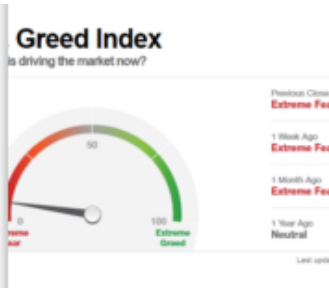 Greed Index
is driving the market now?
Previous Close
Extreme Fea
1 Week Ago
Extreme Fea
1 Month Ago
Extreme Fea
1 Year Ago
Neutral
50
0
100
Extreme
Greed
Last upda